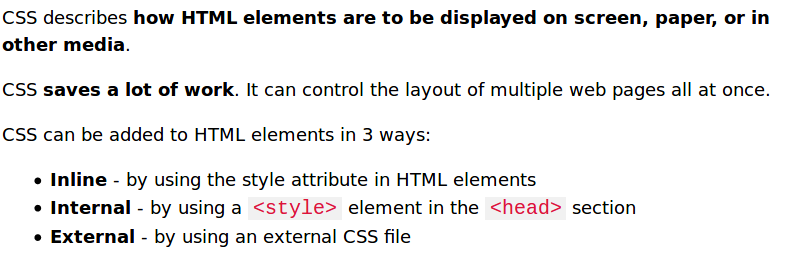 CSS describes how HTML elements are to be displayed on screen, paper, or in
other media.
CSS saves a lot of work. It can control the layout of multiple web pages all at once.
CSS can be added to HTML elements in 3 ways:
• Inline - by using the style attribute in HTML elements
• Internal - by using a <style> element in the <head> section
• External - by using an external CSS file